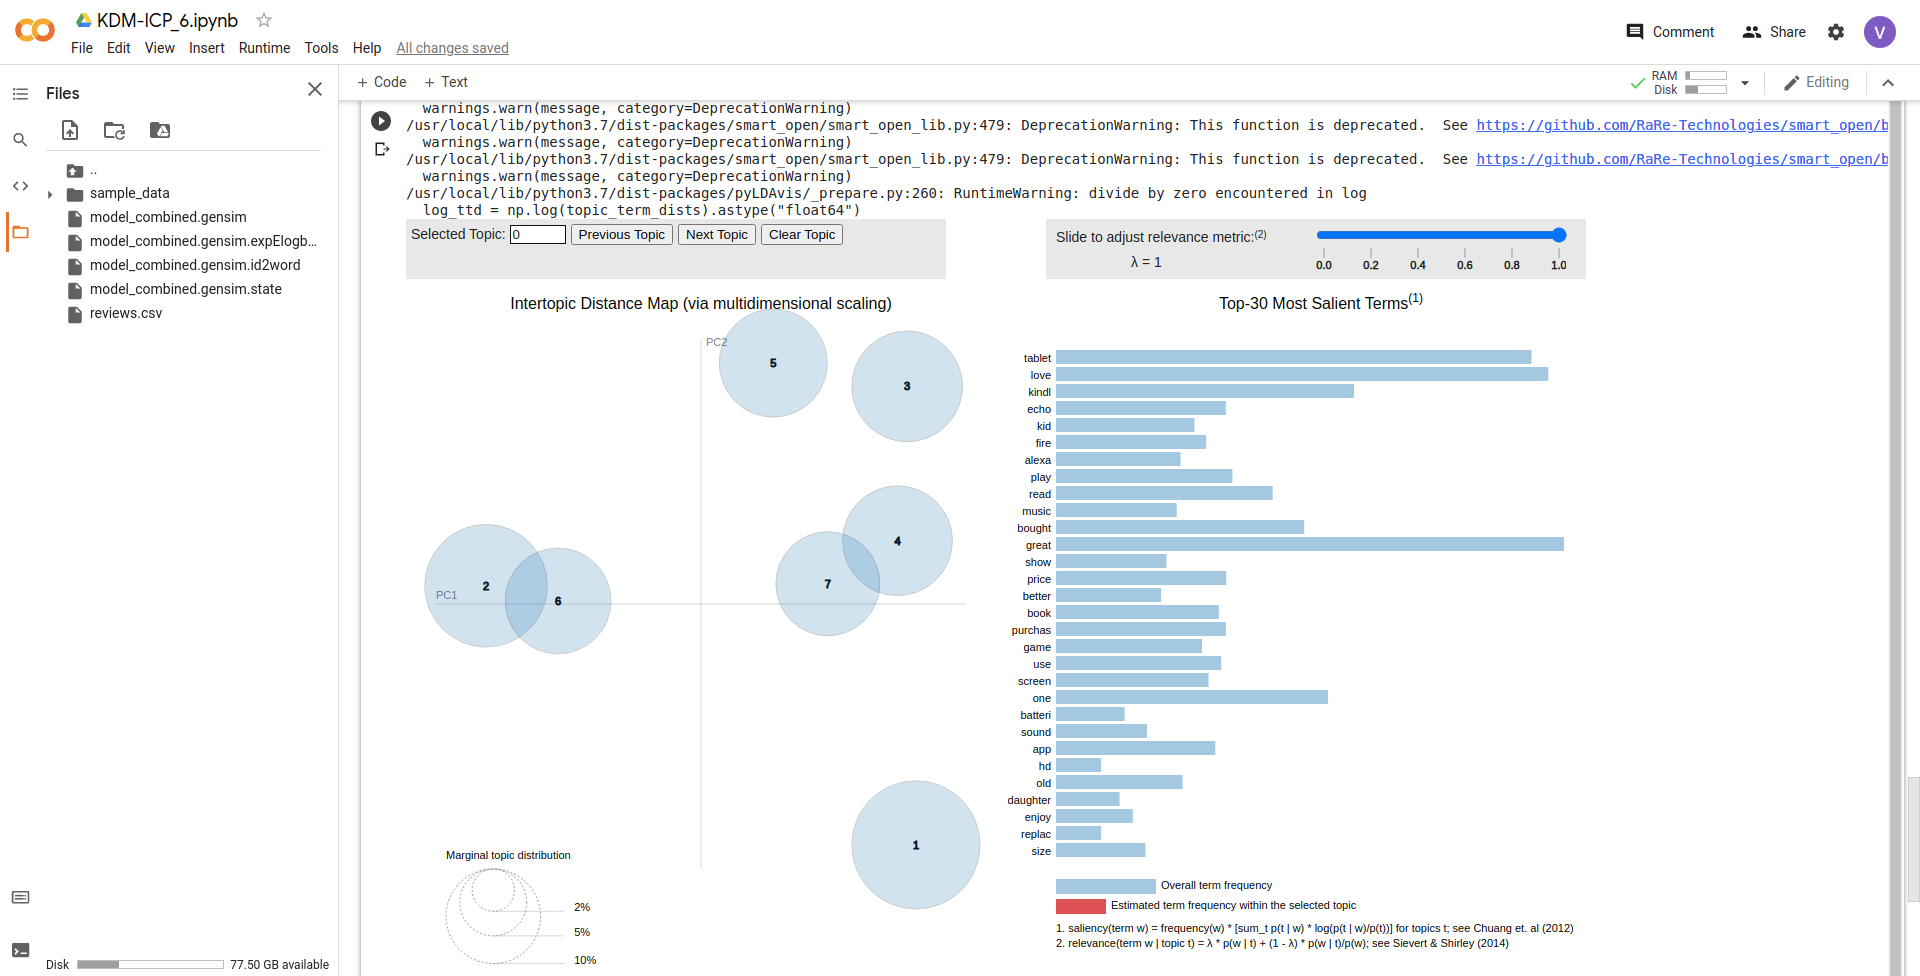 KDM-ICP_6.ipynb
File Edit View Insert Runtime Tools Help All changes saved
Comment Share V
Files
+ Code + Text
RAM
Disk
Editing
..
sample_data
model_combined.gensim
model_combined.gensim.expElogb...
model_combined.gensim.id2word
model_combined.gensim.state
reviews.csv
Disk 77.50 GB available
warnings.warn(message, category=DeprecationWarning)
/usr/local/lib/python3.7/dist-packages/smart_open/smart_open_lib.py:479: DeprecationWarning: This function is deprecated. See https://github.com/RaRe-Technologies/smart_open/b
warnings.warn(message, category=DeprecationWarning)
/usr/local/lib/python3.7/dist-packages/smart_open/smart_open_lib.py:479: DeprecationWarning: This function is deprecated. See https://github.com/RaRe-Technologies/smart_open/b
warnings.warn(message, category=DeprecationWarning)
/usr/local/lib/python3.7/dist-packages/pyLDAvis/_prepare.py:260: RuntimeWarning: divide by zero encountered in log
log_ttd = np.log(topic_term_dists).astype("float64")
Selected Topic: 0 Previous Topic Next Topic Clear Topic
Slide to adjust relevance metric:(2)
λ = 1
0.0 0.2 0.4 0.6 0.8 1.0
Intertopic Distance Map (via multidimensional scaling)
PC2
5
3
4
7
2
PC1
6
1
Marginal topic distribution
2%
5%
10%
Top-30 Most Salient Terms(1)
tablet
love
kindl
echo
kid
fire
alexa
play
read
music
bought
great
show
price
better
book
purchas
game
use
screen
one
batteri
sound
app
hd
old
daughter
enjoy
replac
size
Overall term frequency
Estimated term frequency within the selected topic
1. saliency(term w) = frequency(w) * [sum_t p(t | w) * log(p(t | w)/p(t))] for topics t; see Chuang et. al (2012)
2. relevance(term w | topic t) = λ * p(w | t) + (1 - λ) * p(w | t)/p(w); see Sievert & Shirley (2014)